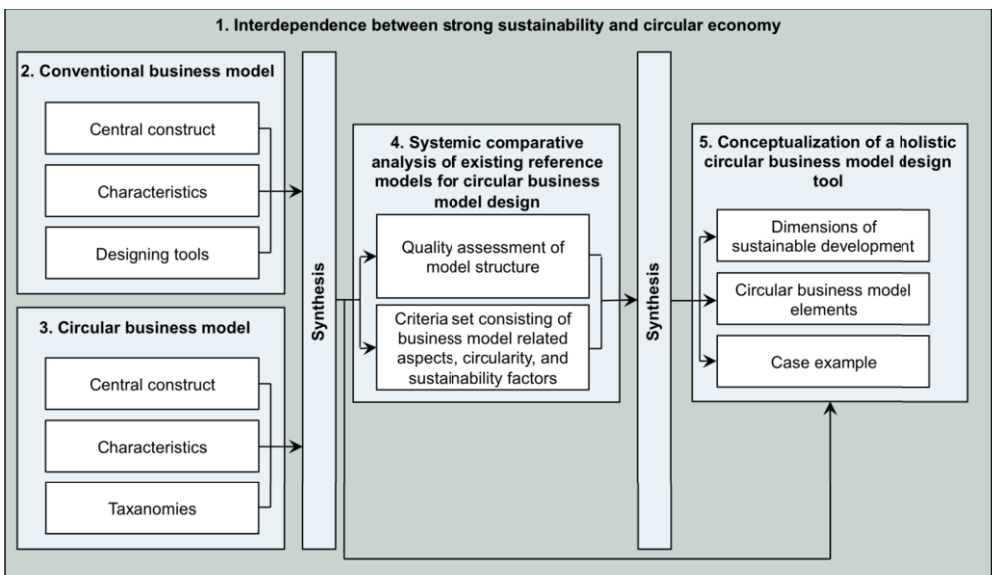 1. Interdependence between strong sustainability and circular economy
2. Conventional business model
Central construct
Characteristics
Designing tools
3. Circular business model
Central construct
Characteristics
Taxanomies
Synthesis
4. Systemic comparative
analysis of existing reference
models for circular business
model design
Quality assessment of
model structure
Criteria set consisting of
business model related
aspects, circularity, and
sustainability factors
Synthesis
5. Conceptualization of a holistic
circular business model design
tool
Dimensions of
sustainable development
Circular business model
elements
Case example